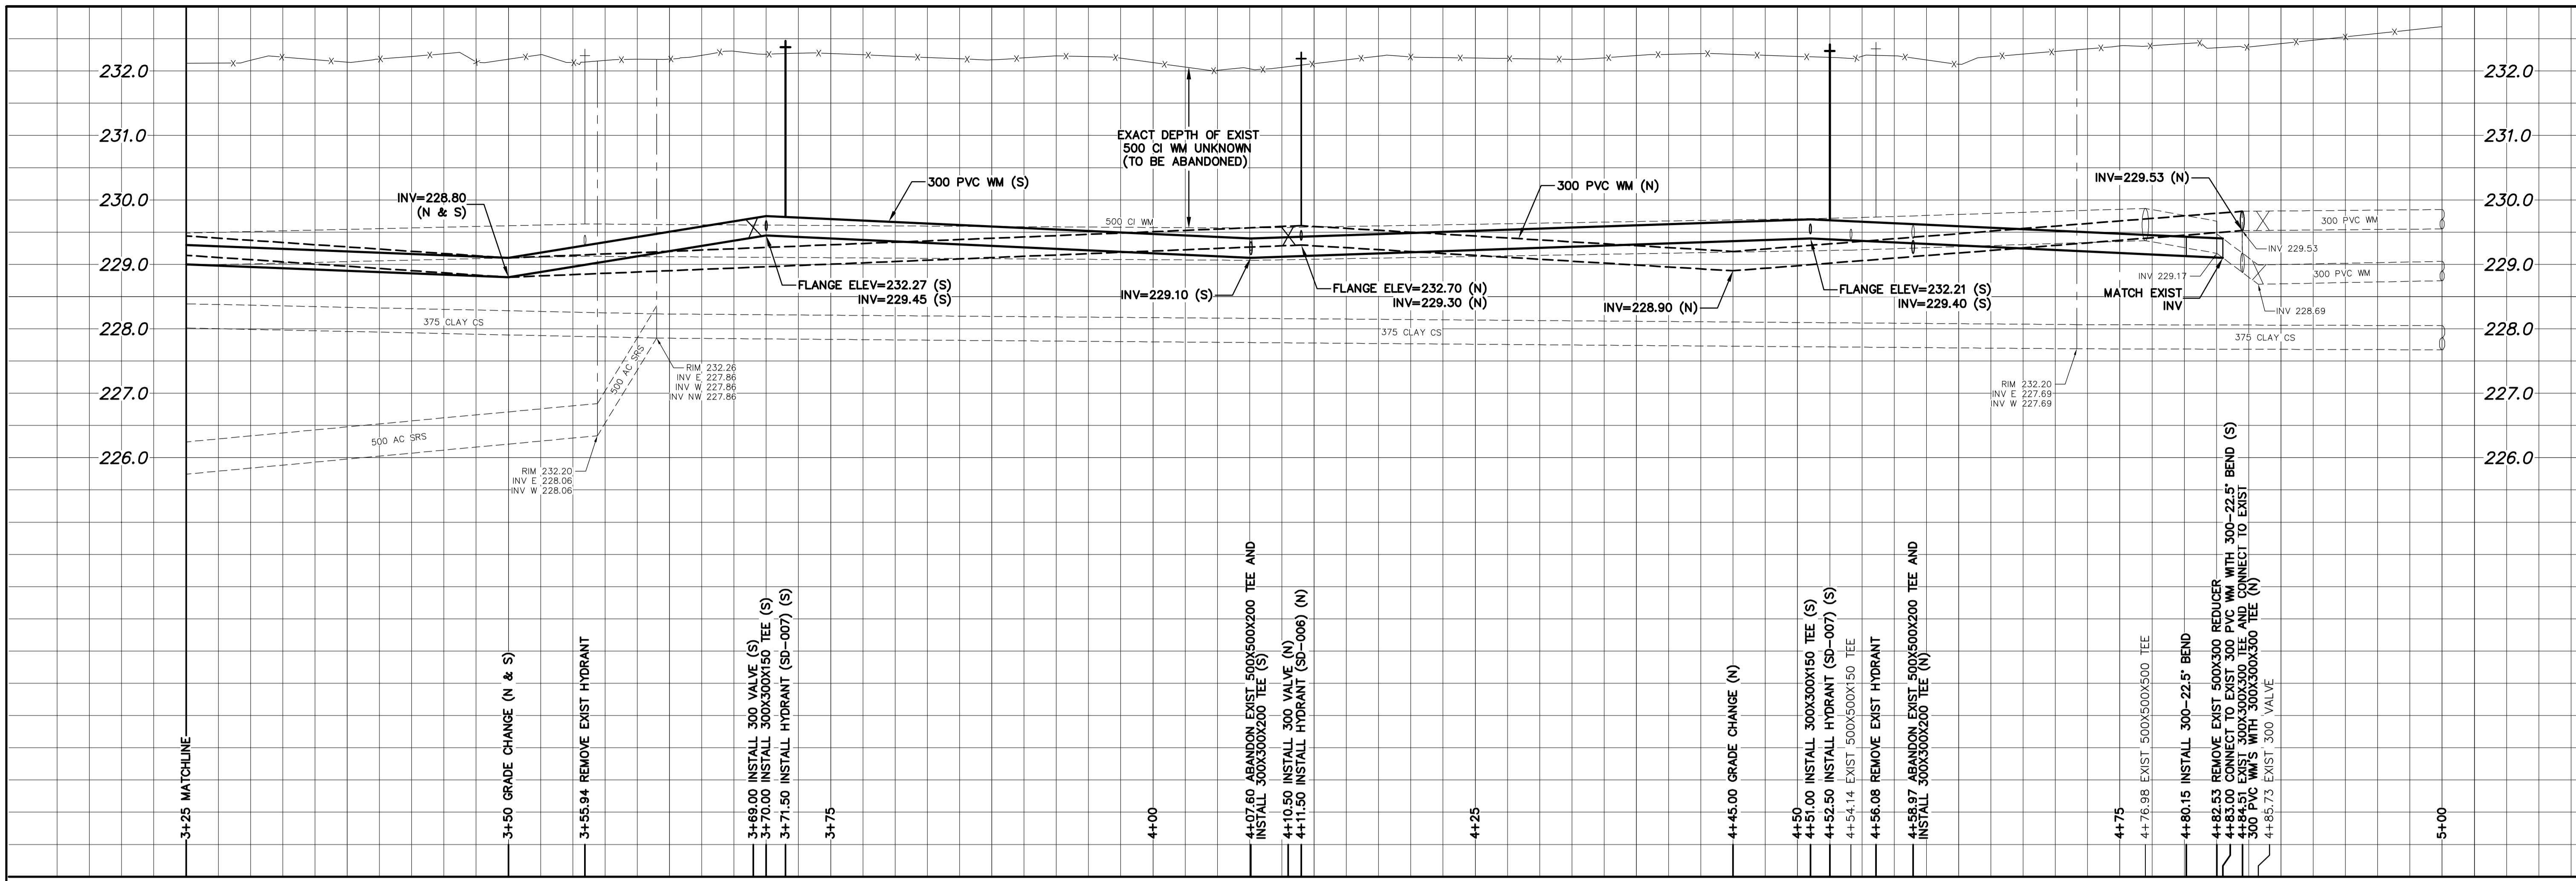 232.0
231.0
230.0
229.0
228.0
227.0
226.0
232.0
231.0
230.0
229.0
228.0
227.0
226.0
INV=228.80
(N & S)
300 PVC WM (S)
EXACT DEPTH OF EXIST
500 CI WM UNKNOWN
(TO BE ABANDONED)
500 CI WM
300 PVC WM (N)
INV=229.53 (N)
300 PVC WM
INV 229.53
300 PVC WM
INV 229.17
INV 228.69
MATCH EXIST
INV
FLANGE ELEV=232.27 (S)
INV=229.45 (S)
INV=229.10 (S)
FLANGE ELEV=232.70 (N)
INV=229.30 (N)
INV=228.90 (N)
FLANGE ELEV=232.21 (S)
INV=229.40 (S)
375 CLAY CS
375 CLAY CS
375 CLAY CS
500 AC SRS
500 AC SRS
RIM 232.26
INV E 227.86
INV W 227.86
INV NW 227.86
RIM 232.20
INV E 228.06
INV W 228.06
RIM 232.20
INV E 227.69
INV W 227.69
3+25 MATCHLINE
3+50 GRADE CHANGE (N & S)
3+55.94 REMOVE EXIST HYDRANT
3+69.00 INSTALL 300 VALVE (S)
3+70.00 INSTALL 300X300X150 TEE (S)
3+71.50 INSTALL HYDRANT (SD-007) (S)
3+75
4+00
4+07.60 ABANDON EXIST 500X500X200 TEE AND
INSTALL 300X300X200 TEE (S)
4+10.50 INSTALL 300 VALVE (N)
4+11.50 INSTALL HYDRANT (SD-006) (N)
4+25
4+45.00 GRADE CHANGE (N)
4+50
4+51.00 INSTALL 300X300X150 TEE (S)
4+52.50 INSTALL HYDRANT (SD-007) (S)
4+54.14 EXIST 500X500X150 TEE
4+56.08 REMOVE EXIST HYDRANT
4+58.97 ABANDON EXIST 500X500X200 TEE AND
INSTALL 300X300X200 TEE (N)
4+75
4+76.98 EXIST 500X500X500 TEE
4+80.15 INSTALL 300-22.5° BEND
4+82.53 REMOVE EXIST 500X300 REDUCER
4+83.00 CONNECT TO EXIST 300 PVC WM WITH 300-22.5° BEND (S)
4+84.51 EXIST 300X300X300 TEE AND CONNECT TO EXIST
300 PVC WM'S WITH 300X300X300 TEE (N)
4+85.73 EXIST 300 VALVE
5+00